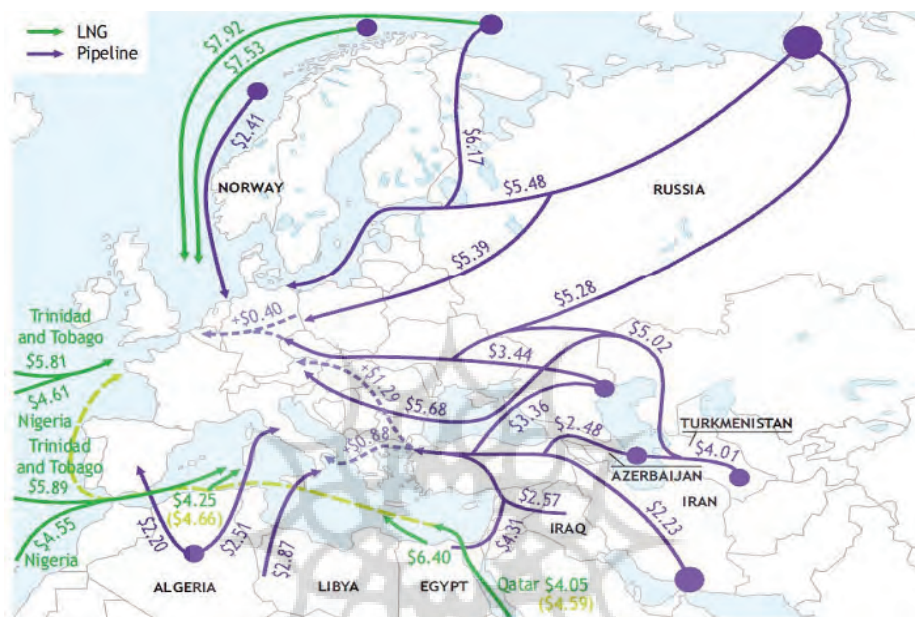 LNG
Pipeline
$7.92
$7.53
$2.41
$6.17
NORWAY
$5.48
RUSSIA
$5.39
$5.28
+$0.40
Trinidad
and Tobago
$5.81
$4.61
Nigeria
$5.02
$3.44
+$1.29
$5.68
$3.36
Trinidad
and Tobago
$5.89
+$0.88
$2.48
TURKMENISTAN
$4.01
AZERBAIJAN
IRAN
$4.25
($4.66)
$4.55
Nigeria
$2.20
$2.51
$2.87
$2.57
IRAQ
$4.31
$2.23
$6.40
ALGERIA
LIBYA
EGYPT
Qatar $4.05
($4.59)